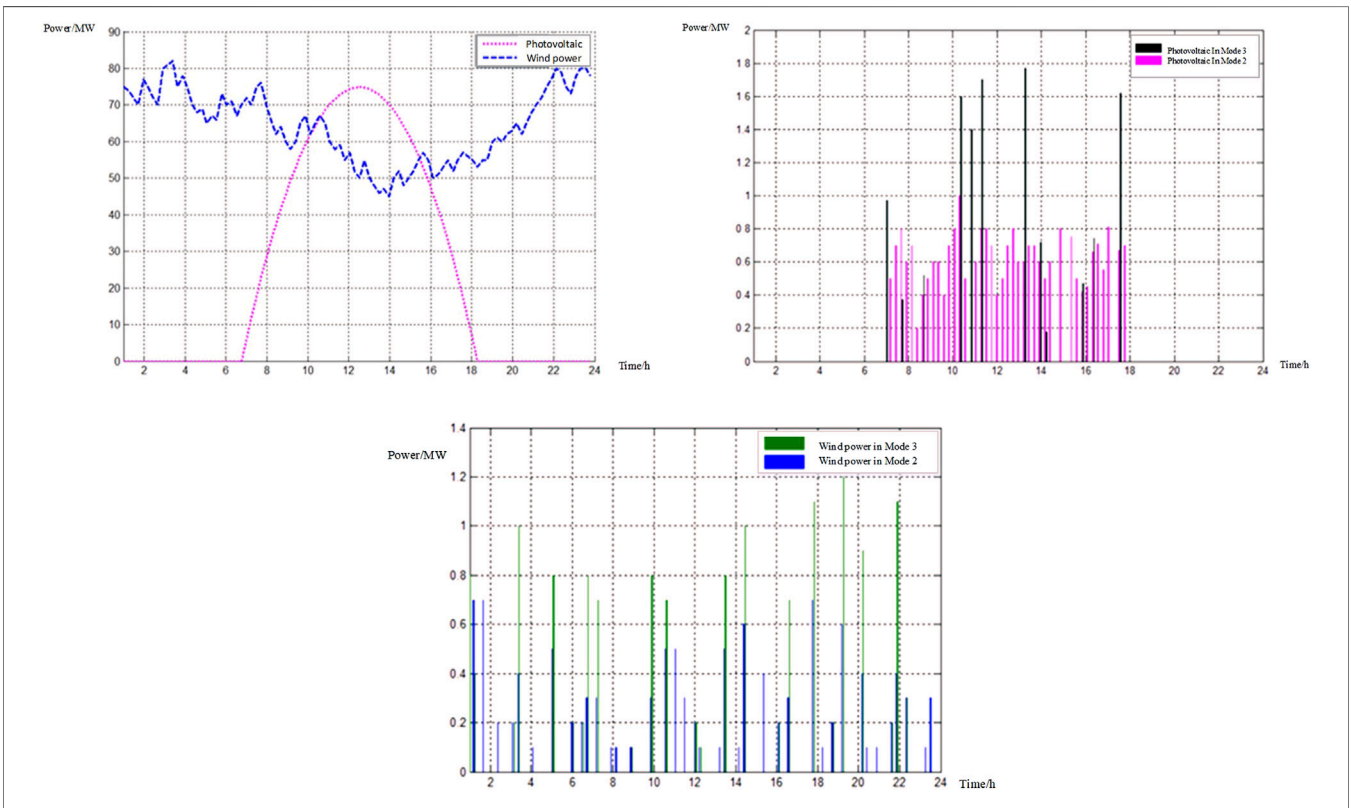 Power/MW
90
80
70
60
50
40
30
20
10
0
Photovoltaic
Wind power
2 4 6 8 10 12 14 16 18 20 22 24
Time/h
Power/MW
2
1.8
1.6
1.4
1.2
1
0.8
0.6
0.4
0.2
0
Photovoltaic In Mode 3
Photovoltaic In Mode 2
2 4 6 8 10 12 14 16 18 20 22 24
Time/h
Power/MW
1.4
1.2
1
0.8
0.6
0.4
0.2
0
Wind power in Mode 3
Wind power in Mode 2
2 4 6 8 10 12 14 16 18 20 22 24
Time/h